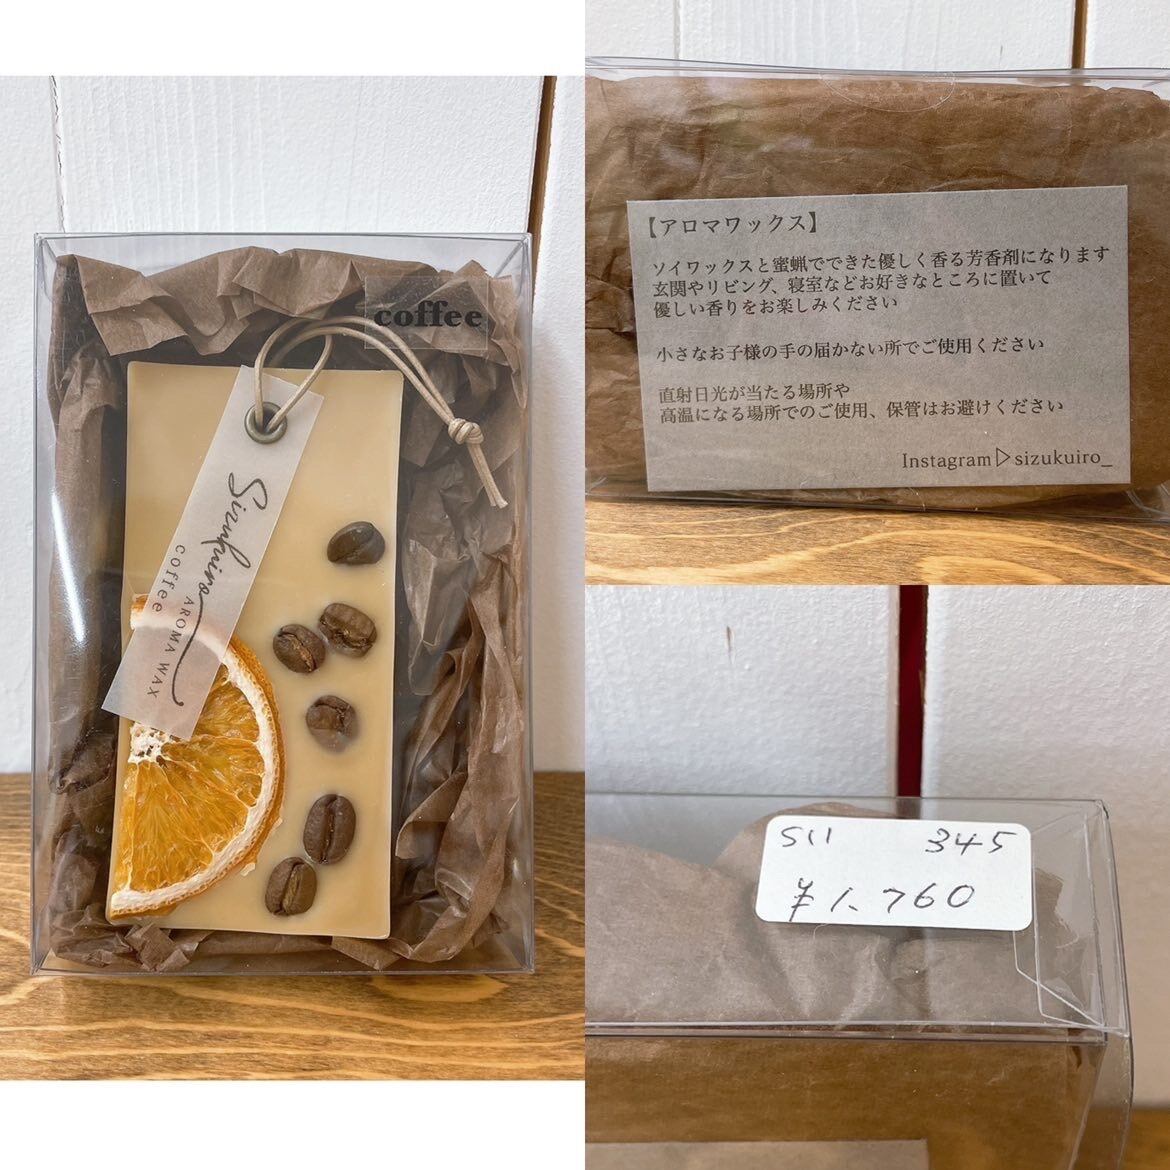 coffee
Sizukuiro
AROMA WAX
coffee
【アロマワックス】
ソイワックスと蜜蝋でできた優しく香る芳香剤になります
玄関やリビング、寝室などお好きなところに置いて
優しい香りをお楽しみください
小さなお子様の手の届かない所でご使用ください
直射日光が当たる場所や
高温になる場所でのご使用、保管はお避けください
Instagram▷sizukuiro_
S11 345
¥1.760